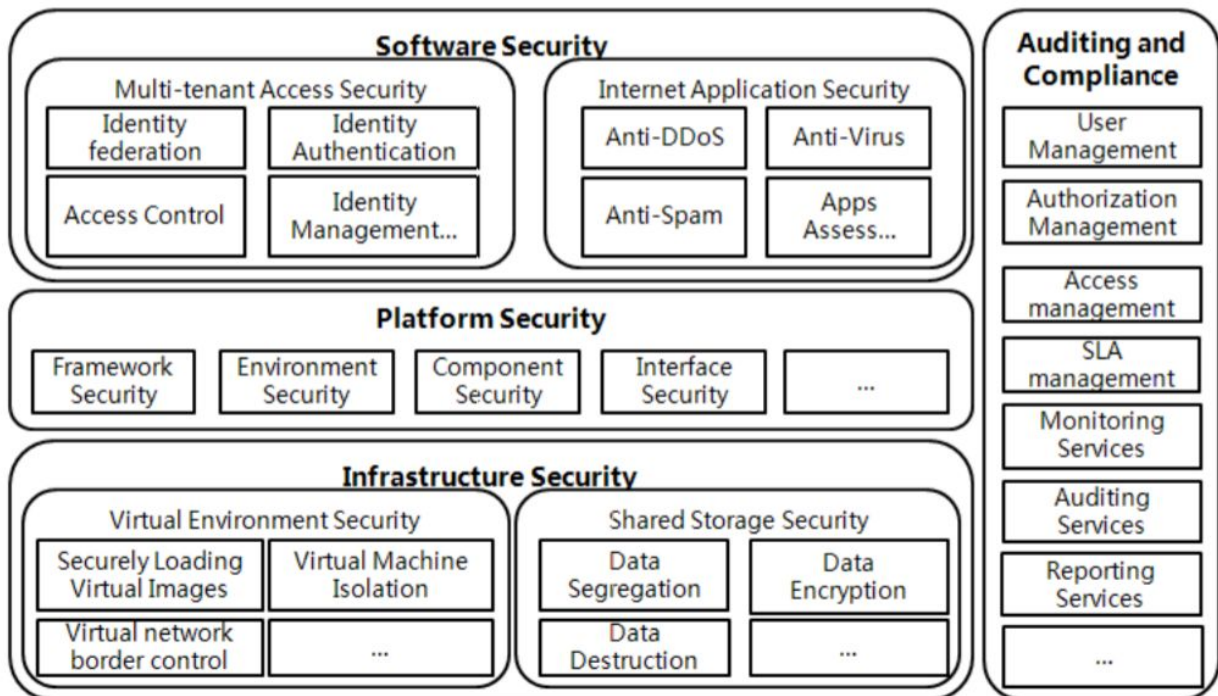 Software Security
Multi-tenant Access Security
Identity
federation
Identity
Authentication
Access Control
Identity
Management...
Internet Application Security
Anti-DDoS
Anti-Virus
Anti-Spam
Apps
Assess...
Platform Security
Framework
Security
Environment
Security
Component
Security
Interface
Security
...
Infrastructure Security
Virtual Environment Security
Securely Loading
Virtual Images
Virtual Machine
Isolation
Virtual network
border control
...
Shared Storage Security
Data
Segregation
Data
Encryption
Data
Destruction
...
Auditing and
Compliance
User
Management
Authorization
Management
Access
management
SLA
management
Monitoring
Services
Auditing
Services
Reporting
Services
...